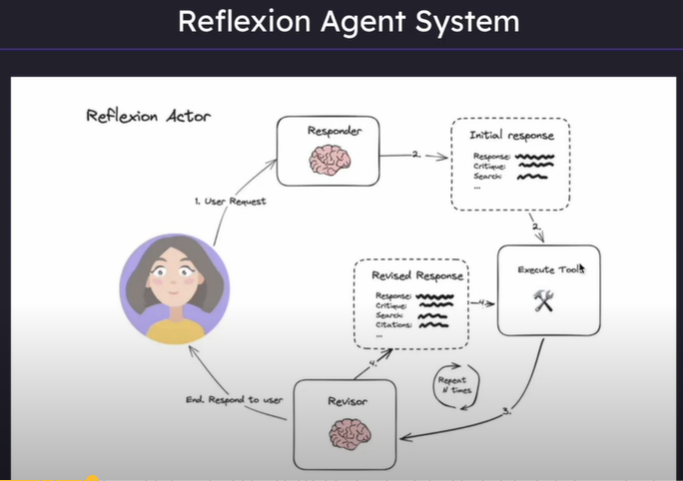 Reflexion Agent System
Reflexion Actor
Responder
1. User Request
2.
Initial response
Response:
Critique:
Search:
...
2.
Execute Tools
Revised Response
Response:
Critique:
Search:
Citations:
...
4.
4.
Repeat
N times
3.
End. Respond to user
Revisor